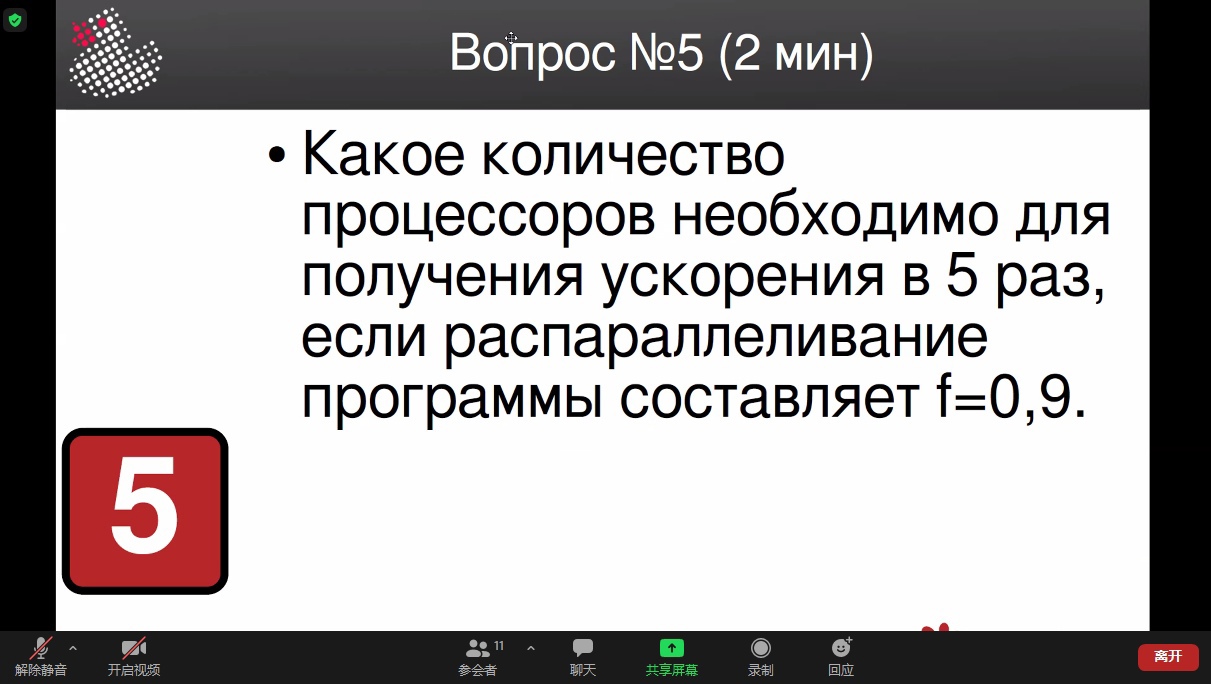 Вопрос №5 (2 мин)
• Какое количество
процессоров необходимо для
получения ускорения в 5 раз,
если распараллеливание
программы составляет f=0,9.
5
解除静音
开启视频
参会者
11
聊天
共享屏幕
录制
回应
离开